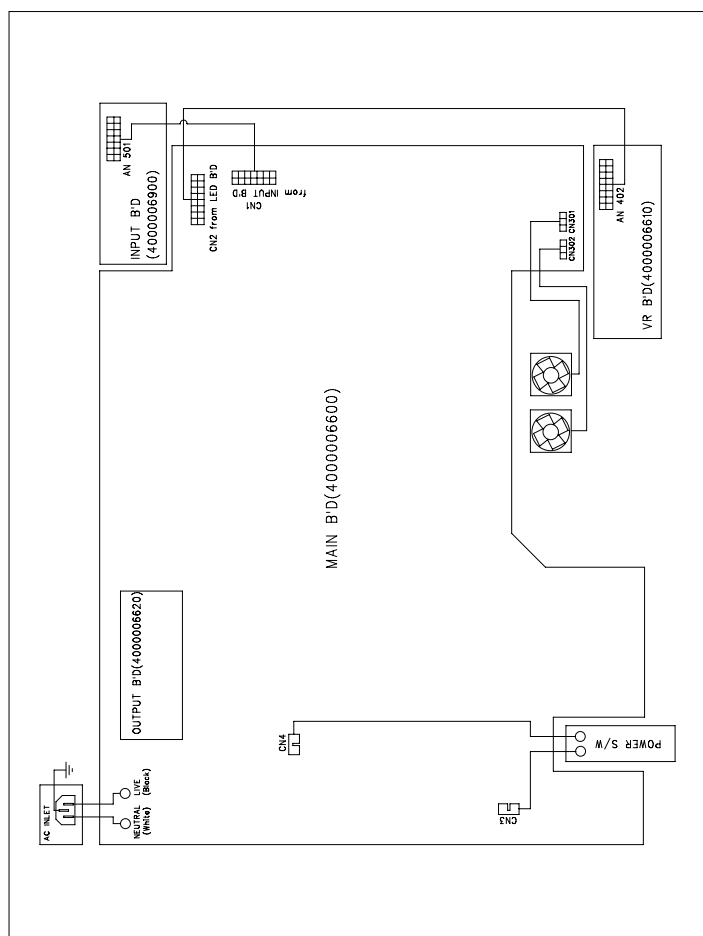 INPUT B'D
(4000006900)
AN 501
CN2 from LED B'D
CN1
from INPUT B'D
CN302
CN301
AN 402
VR B'D(4000006610)
MAIN B'D(4000006600)
OUTPUT B'D(4000006620)
AC INLET
LIVE
(Black)
NEUTRAL
(White)
CN4
CN3
POWER S/W